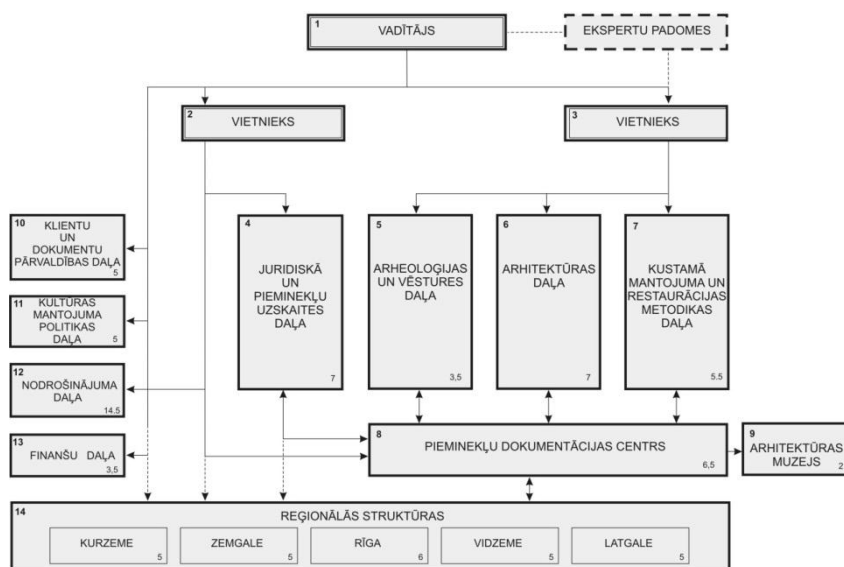 1
VADĪTĀJS
EKSPERTU PADOMES
2
VIETNIEKS
3
VIETNIEKS
10
KLIENTU
UN
DOKUMENTU
PĀRVALDĪBAS DAĻA
5
11
KULTŪRAS
MANTOJUMA
POLITIKAS
DAĻA
5
12
NODROŠINĀJUMA
DAĻA
14,5
13
FINANŠU DAĻA
3,5
4
JURIDISKĀ
UN
PIEMINEKĻU
UZSKAITES
DAĻA
7
5
ARHEOLOĢIJAS
UN VĒSTURES
DAĻA
3,5
6
ARHITEKTŪRAS
DAĻA
7
7
KUSTAMĀ
MANTOJUMA UN
RESTAURĀCIJAS
METODIKAS
DAĻA
5,5
8
PIEMINEKĻU DOKUMENTĀCIJAS CENTRS
6,5
9
ARHITEKTŪRAS
MUZEJS
2
14
REĢIONĀLĀS STRUKTŪRAS
KURZEME
5
ZEMGALE
5
RĪGA
6
VIDZEME
5
LATGALE
5